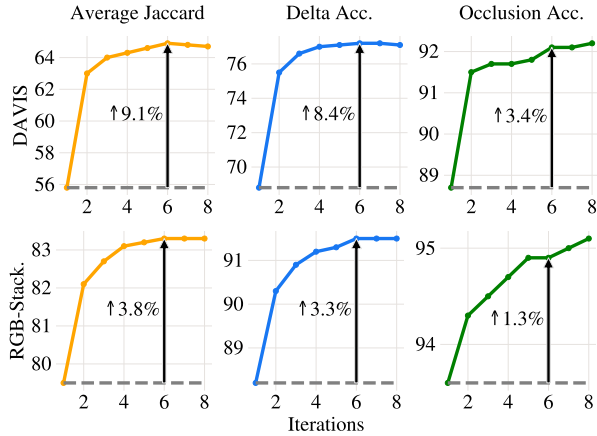 Average Jaccard Delta Acc. Occlusion Acc.
DAVIS
64
62
60
58
56
↑9.1%
2 4 6 8
76
74
72
70
↑8.4%
2 4 6 8
92
91
90
89
↑3.4%
2 4 6 8
RGB-Stack.
83
82
81
80
↑3.8%
2 4 6 8
91
90
89
↑3.3%
2 4 6 8
95
94
↑1.3%
2 4 6 8
Iterations